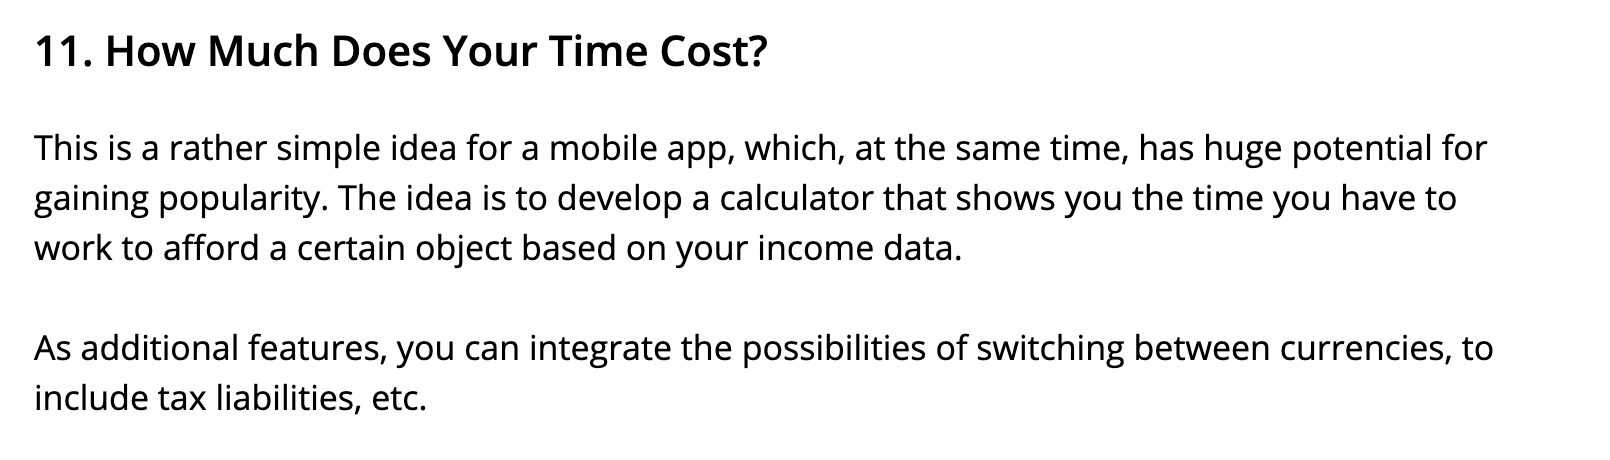 11. How Much Does Your Time Cost?
This is a rather simple idea for a mobile app, which, at the same time, has huge potential for
gaining popularity. The idea is to develop a calculator that shows you the time you have to
work to afford a certain object based on your income data.
As additional features, you can integrate the possibilities of switching between currencies, to
include tax liabilities, etc.